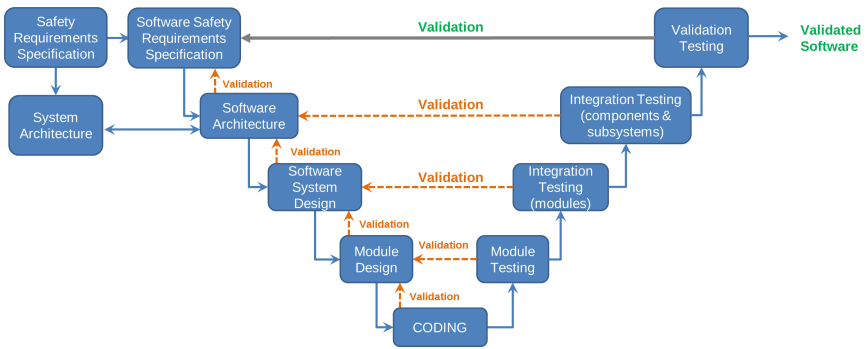 Safety
Requirements
Specification
Software Safety
Requirements
Specification
Validation
Validation
Testing
Validated
Software
Validation
System
Architecture
Software
Architecture
Validation
Integration Testing
(components &
subsystems)
Validation
Software
System
Design
Validation
Integration
Testing
(modules)
Validation
Module
Design
Validation
Module
Testing
Validation
CODING